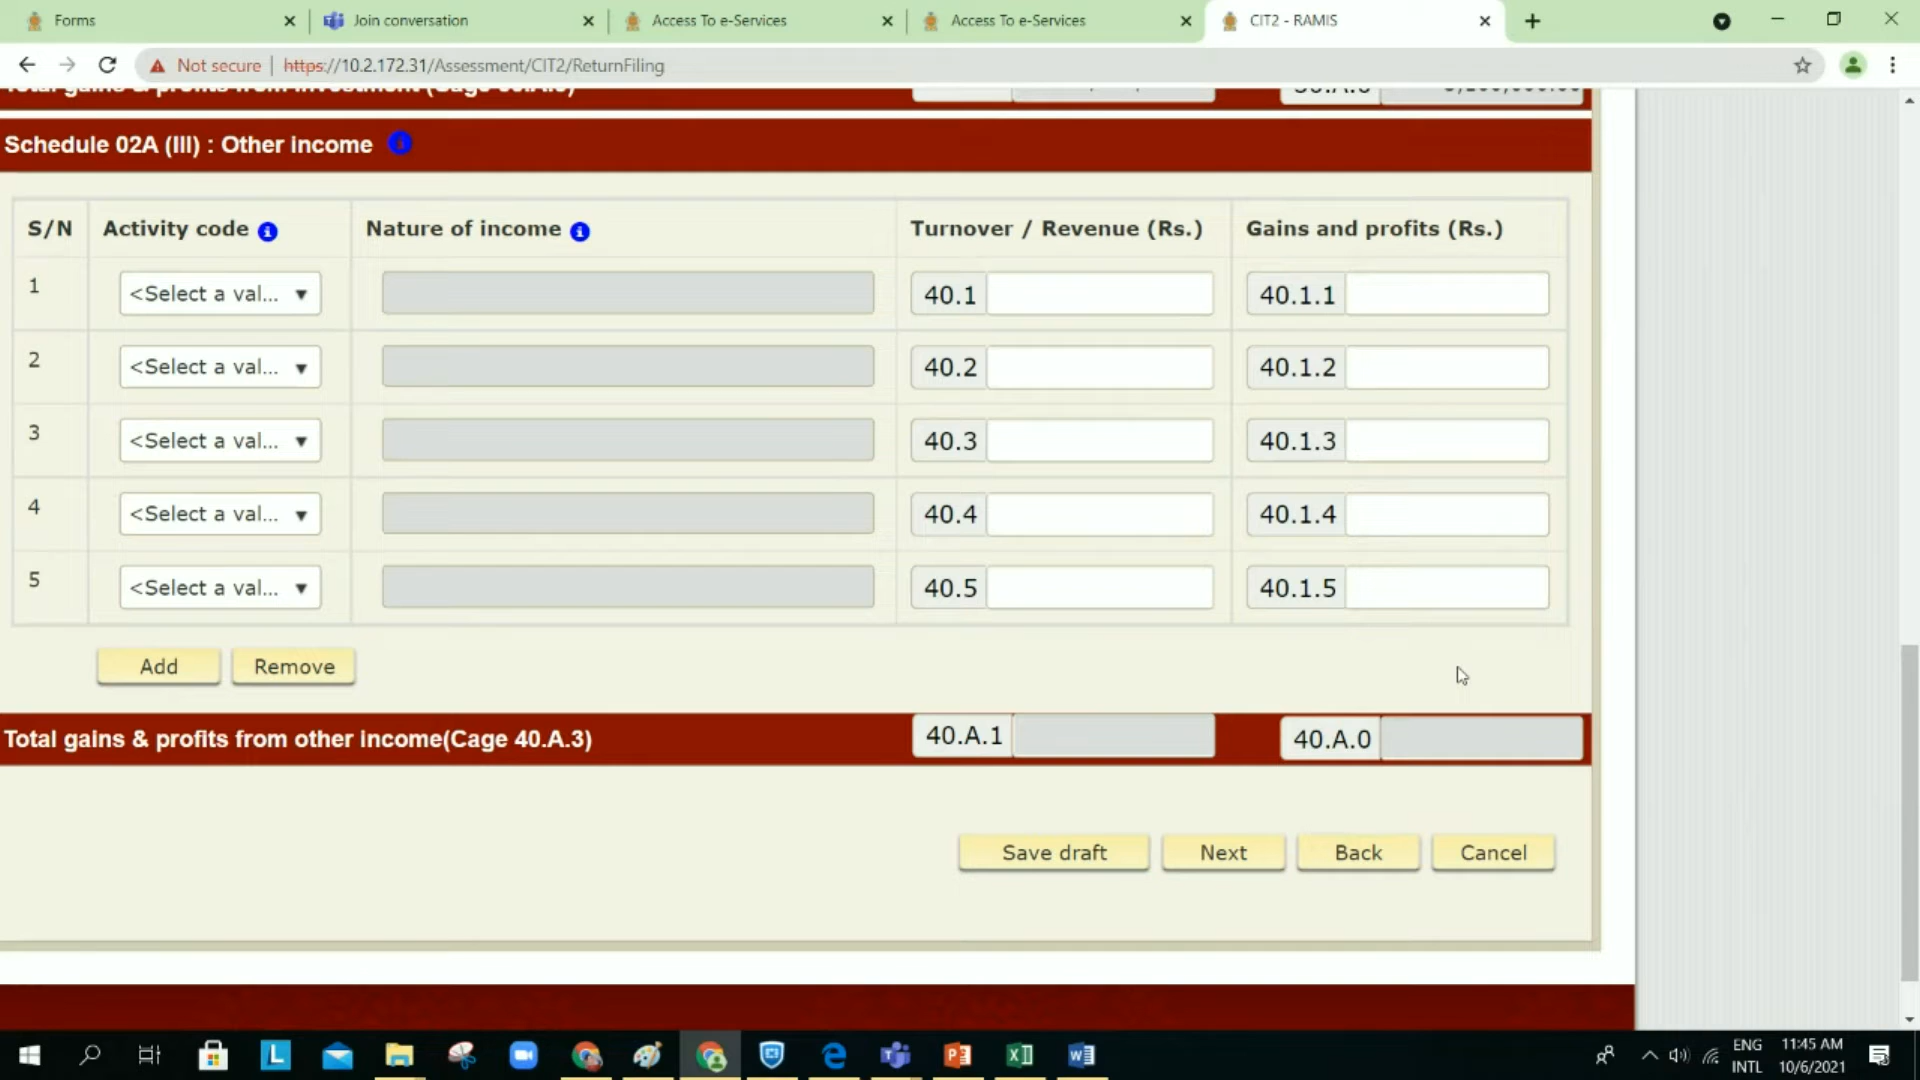 Forms
Join conversation
Access To e-Services
Access To e-Services
CIT2 - RAMIS
Not secure | https://10.2.172.31/Assessment/CIT2/ReturnFiling
Schedule 02A (III) : Other income
S/N Activity code Nature of income Turnover / Revenue (Rs.) Gains and profits (Rs.)
1 <Select a val... 40.1 40.1.1
2 <Select a val... 40.2 40.1.2
3 <Select a val... 40.3 40.1.3
4 <Select a val... 40.4 40.1.4
5 <Select a val... 40.5 40.1.5
Add Remove
Total gains & profits from other income(Cage 40.A.3) 40.A.1 40.A.0
Save draft Next Back Cancel
ENG 11:45 AM
INTL 10/6/2021